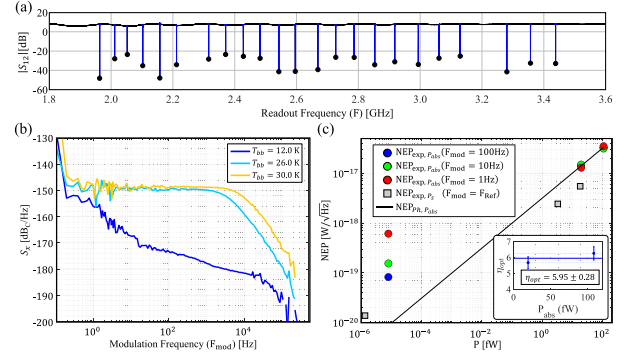 (a)
|S12| [dB]
20
0
-20
-40
-60
1.8
2.0
2.2
2.4
2.6
2.8
3.0
3.2
3.4
3.6
Readout Frequency (F) [GHz]
(b)
Sx [dBc/Hz]
-130
-140
-150
-160
-170
-180
-190
-200
Tbb = 12.0 K
Tbb = 26.0 K
Tbb = 30.0 K
10^0
10^2
10^4
Modulation Frequency (Fmod) [Hz]
(c)
NEP [W/√Hz]
10^-17
10^-18
10^-19
10^-20
NEPexp,Pabs (Fmod = 100Hz)
NEPexp,Pabs (Fmod = 10Hz)
NEPexp,Pabs (Fmod = 1Hz)
NEPexp,PS (Fmod = FRef)
NEPPh,Pabs
ηopt
7
6
5
4
ηopt = 5.95 ± 0.28
0
50
100
Pabs (fW)
10^-6
10^-4
10^-2
10^0
10^2
P [fW]